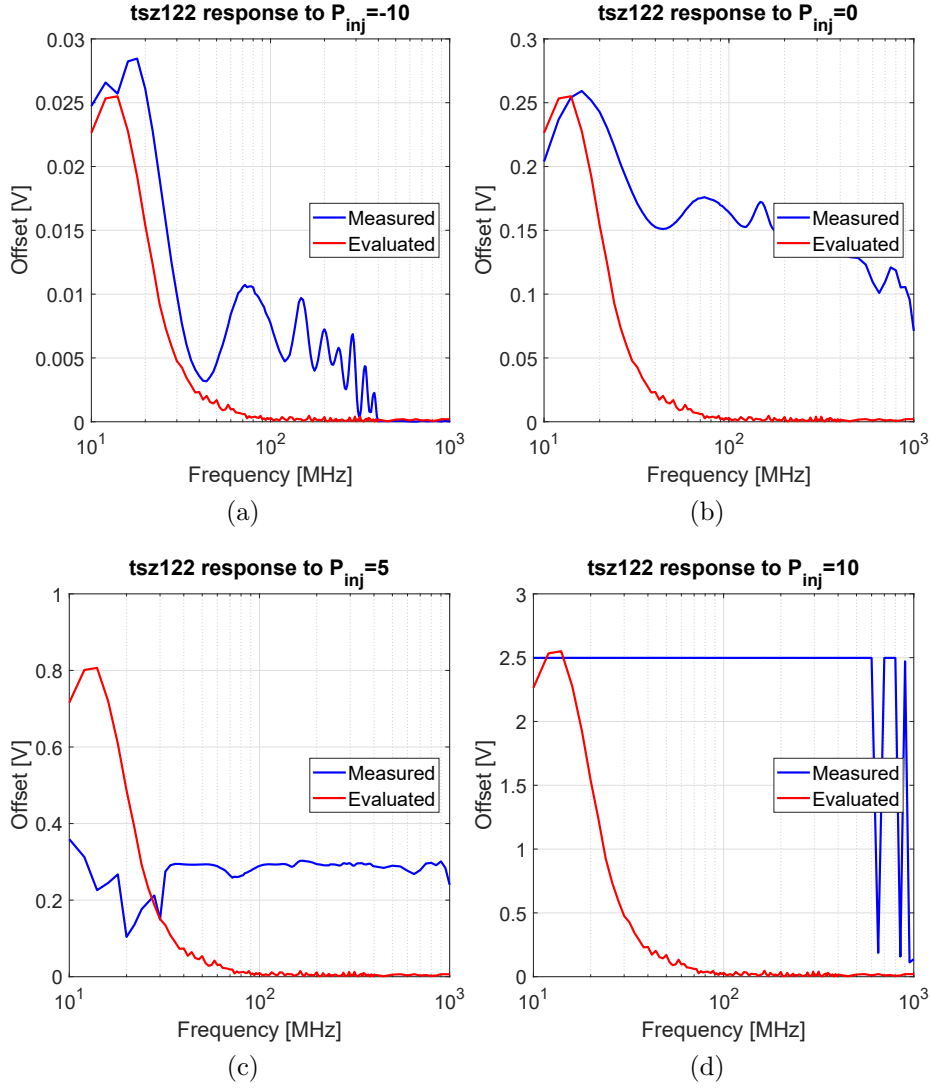 tsz122 response to P_inj=-10
0.03
0.025
0.02
0.015
0.01
0.005
0
Offset [V]
Measured
Evaluated
10^1
10^2
10^3
Frequency [MHz]
(a)
tsz122 response to P_inj=0
0.3
0.25
0.2
0.15
0.1
0.05
0
Offset [V]
Measured
Evaluated
10^1
10^2
10^3
Frequency [MHz]
(b)
tsz122 response to P_inj=5
1
0.8
0.6
0.4
0.2
0
Offset [V]
Measured
Evaluated
10^1
10^2
10^3
Frequency [MHz]
(c)
tsz122 response to P_inj=10
3
2.5
2
1.5
1
0.5
0
Offset [V]
Measured
Evaluated
10^1
10^2
10^3
Frequency [MHz]
(d)